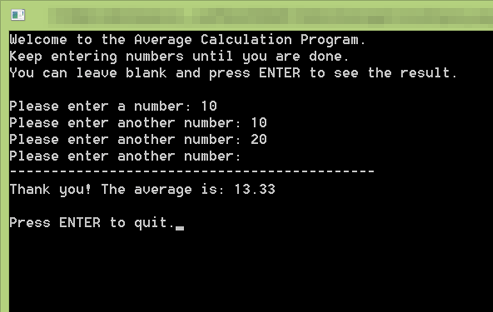 Welcome to the Average Calculation Program.
Keep entering numbers until you are done.
You can leave blank and press ENTER to see the result.
Please enter a number: 10
Please enter another number: 10
Please enter another number: 20
Please enter another number:
--------------------------------------------
Thank you! The average is: 13.33
Press ENTER to quit.